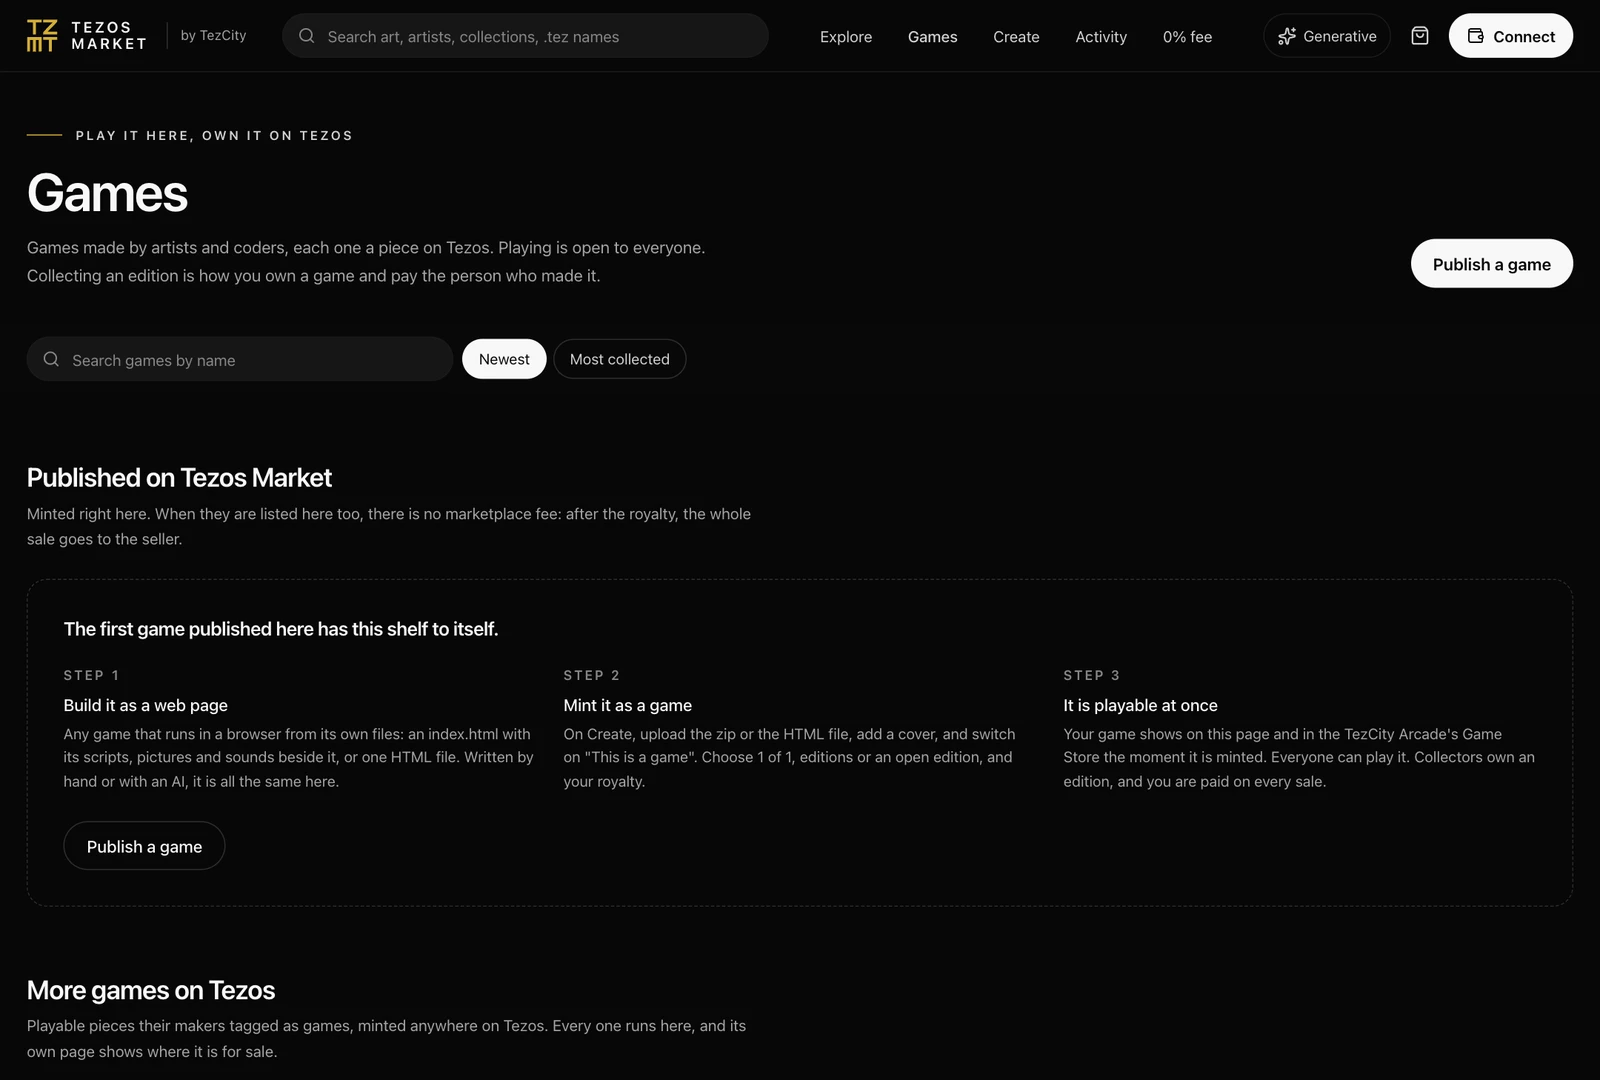 TZ
MT
TEZOS
MARKET
by TezCity
Search art, artists, collections, .tez names
Explore
Games
Create
Activity
0% fee
Generative
Connect
PLAY IT HERE, OWN IT ON TEZOS
Games
Games made by artists and coders, each one a piece on Tezos. Playing is open to everyone.
Collecting an edition is how you own a game and pay the person who made it.
Publish a game
Search games by name
Newest
Most collected
Published on Tezos Market
Minted right here. When they are listed here too, there is no marketplace fee: after the royalty, the whole
sale goes to the seller.
The first game published here has this shelf to itself.
STEP 1
Build it as a web page
Any game that runs in a browser from its own files: an index.html with
its scripts, pictures and sounds beside it, or one HTML file. Written by
hand or with an AI, it is all the same here.
STEP 2
Mint it as a game
On Create, upload the zip or the HTML file, add a cover, and switch
on "This is a game". Choose 1 of 1, editions or an open edition, and
your royalty.
STEP 3
It is playable at once
Your game shows on this page and in the TezCity Arcade's Game
Store the moment it is minted. Everyone can play it. Collectors own an
edition, and you are paid on every sale.
Publish a game
More games on Tezos
Playable pieces their makers tagged as games, minted anywhere on Tezos. Every one runs here, and its
own page shows where it is for sale.